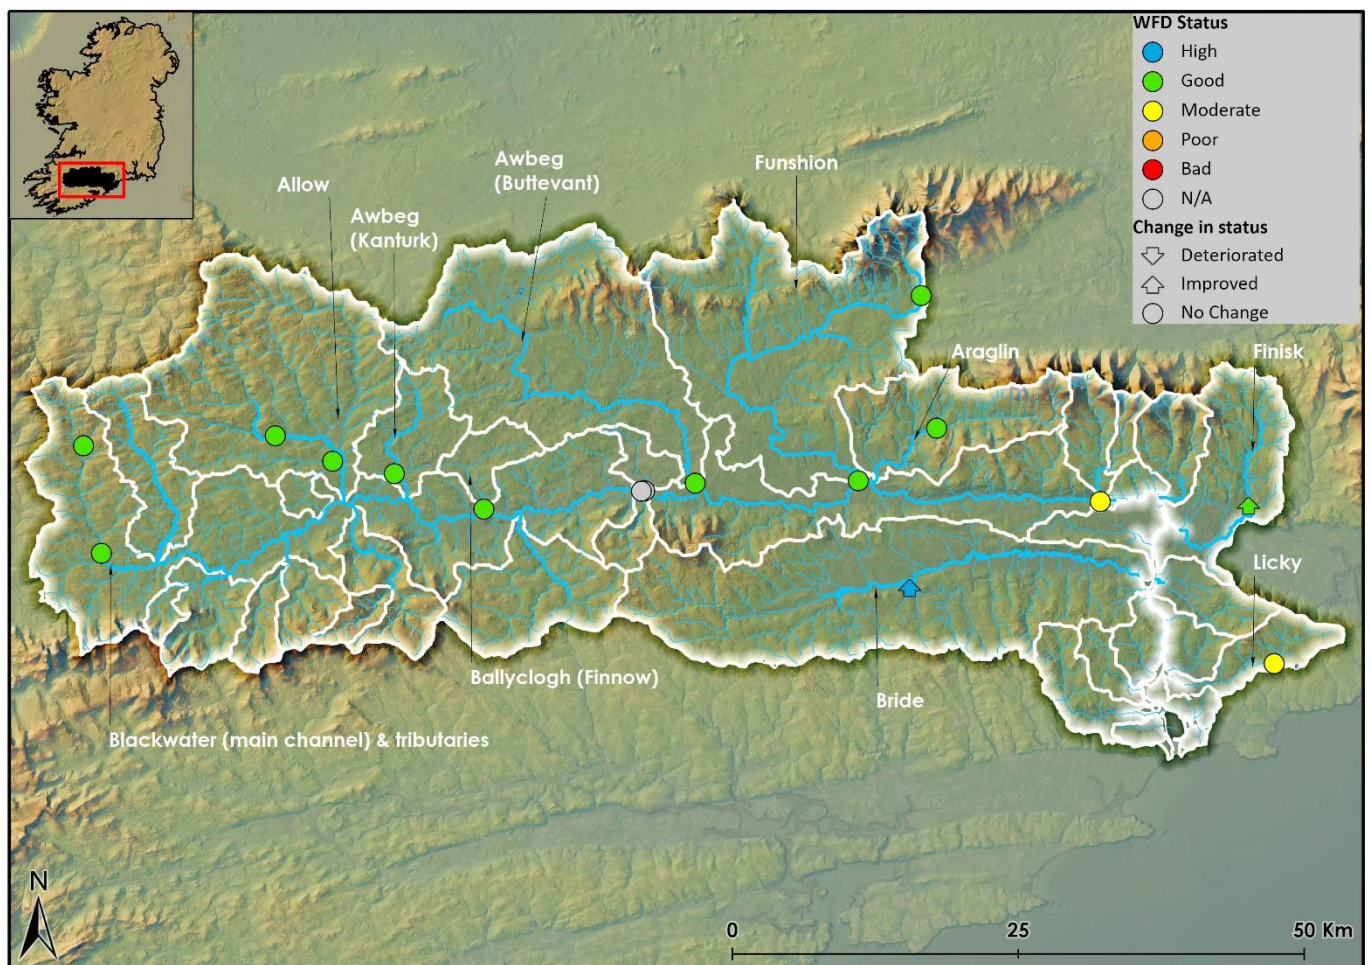 WFD Status
High
Good
Moderate
Poor
Bad
N/A
Change in status
Deteriorated
Improved
No Change
Allow
Awbeg
(Kanturk)
Awbeg
(Buttevant)
Funshion
Araglin
Finisk
Licky
Bride
Ballyclogh (Finnow)
Blackwater (main channel) & tributaries
N
0
25
50 Km